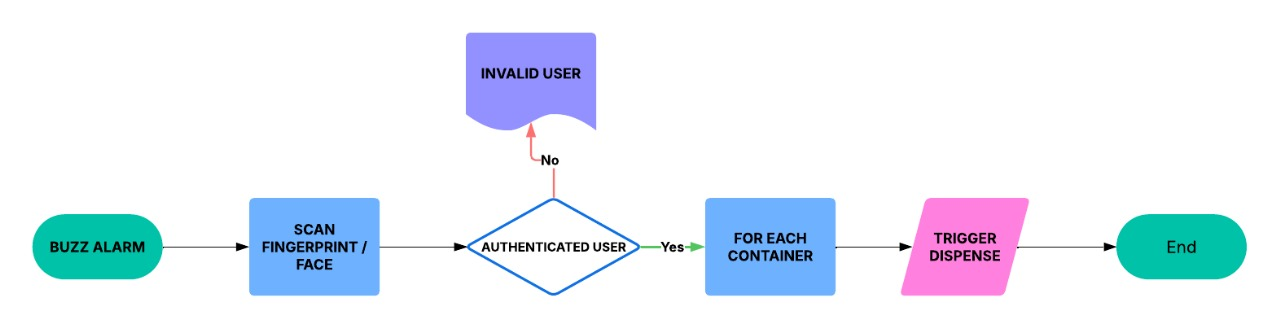 INVALID USER
No
BUZZ ALARM
SCAN
FINGERPRINT /
FACE
AUTHENTICATED USER
Yes
FOR EACH
CONTAINER
TRIGGER
DISPENSE
End